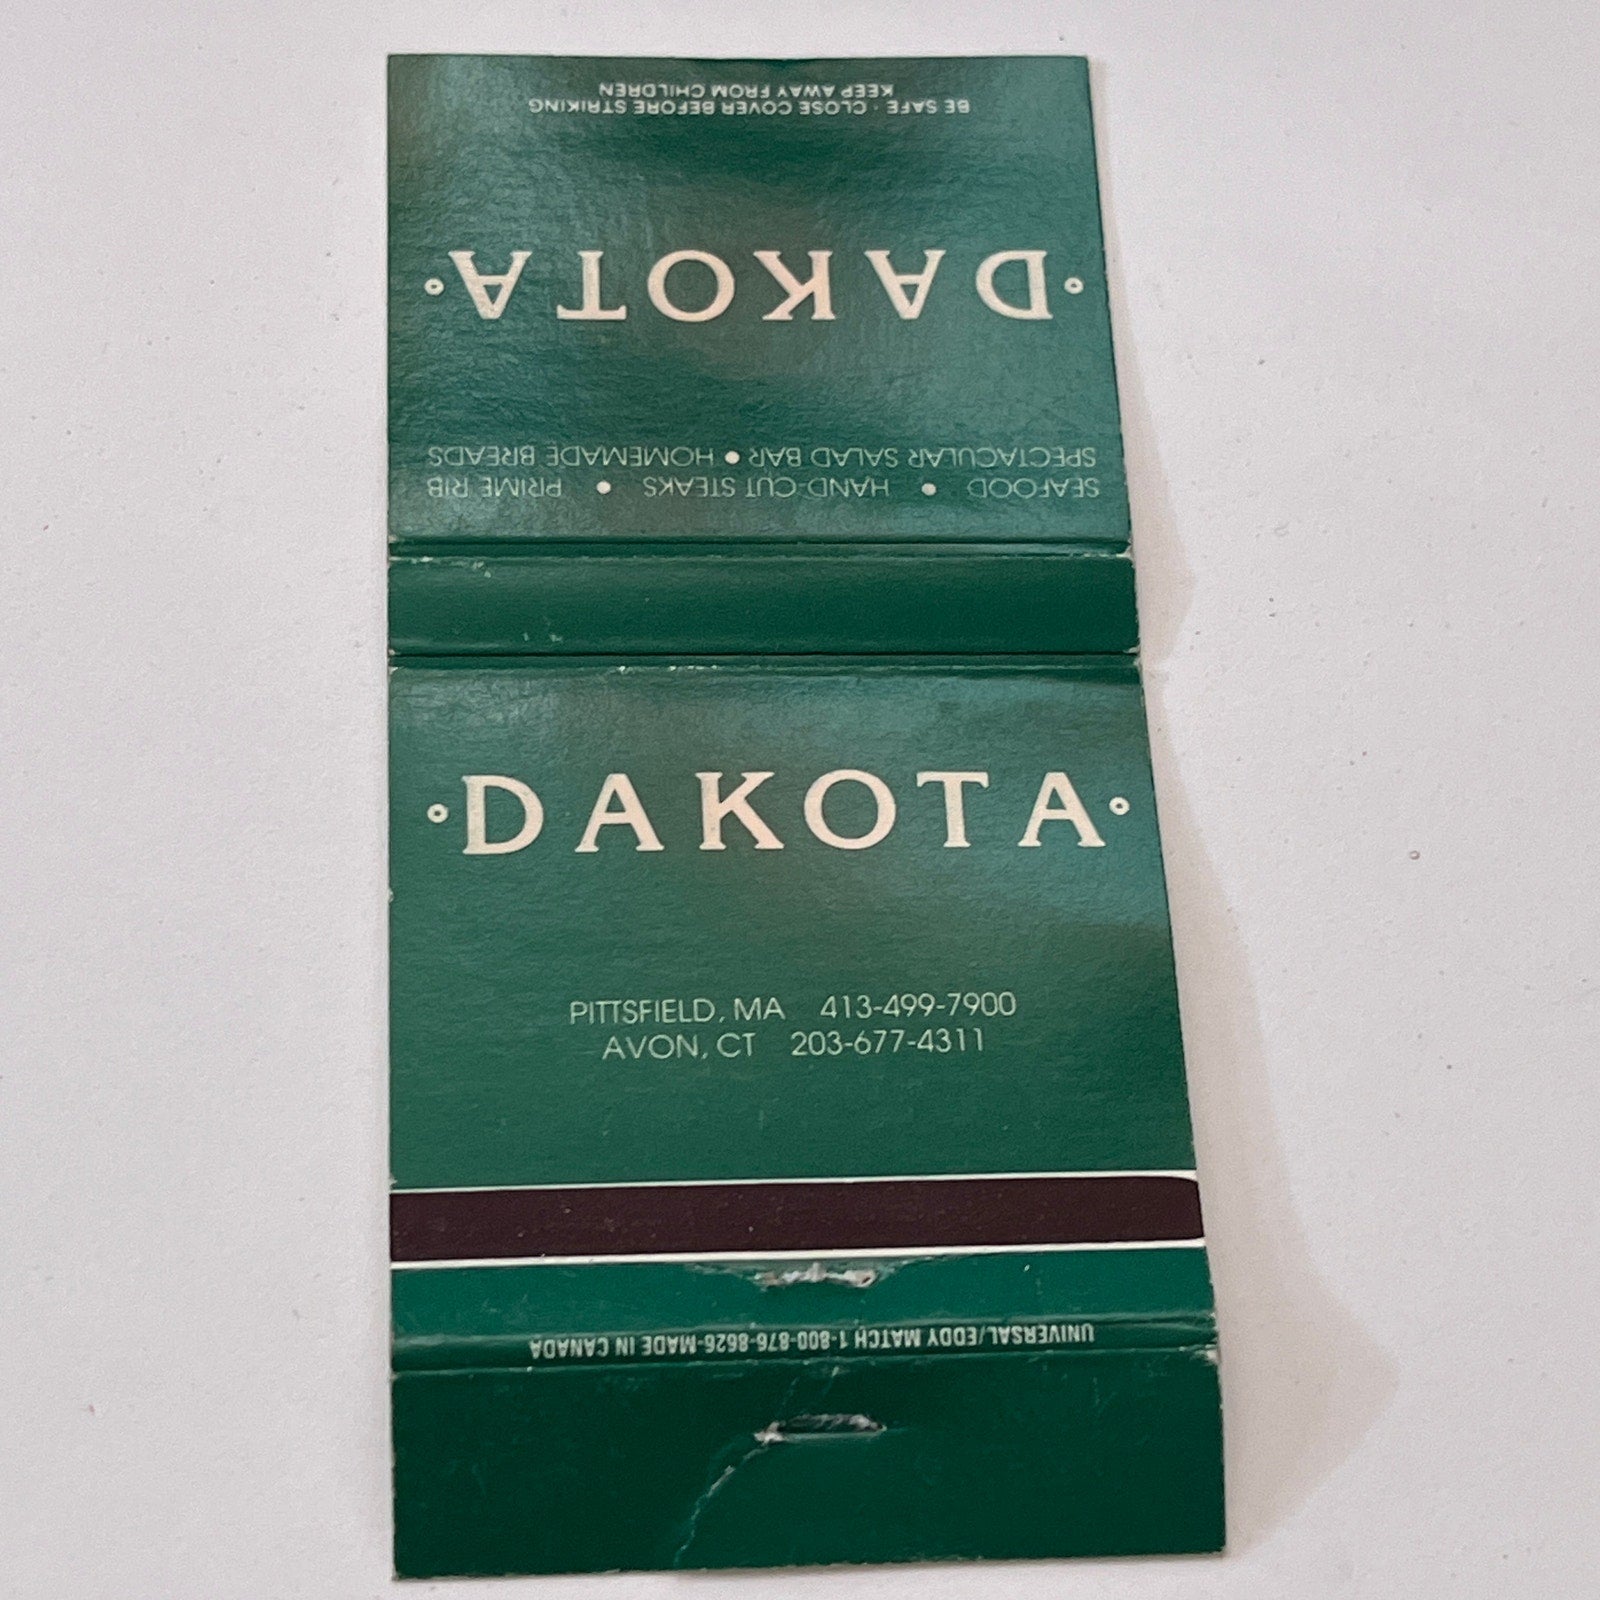 BE SAFE · CLOSE COVER BEFORE STRIKING
KEEP AWAY FROM CHILDREN
DAKOTA
SEAFOOD • HAND-CUT STEAKS • PRIME RIB
SPECTACULAR SALAD BAR • HOMEMADE BREADS
DAKOTA
PITTSFIELD, MA 413-499-7900
AVON, CT 203-677-4311
UNIVERSAL/EDDY MATCH 1-800-876-8626-MADE IN CANADA